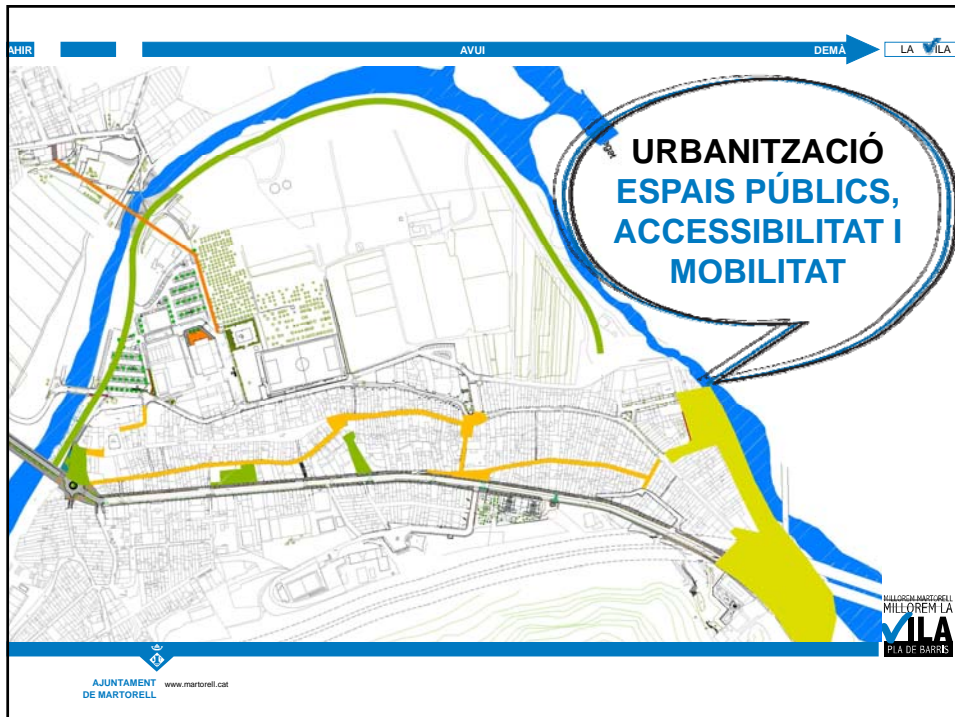 AHIR
AVUI
DEMÀ
LA VILA
URBANITZACIÓ
ESPAIS PÚBLICS,
ACCESSIBILITAT I
MOBILITAT
MILLOREM MARTORELL
MILLOREM LA
VILA
PLA DE BARRIS
AJUNTAMENT
DE MARTORELL
www.martorell.cat